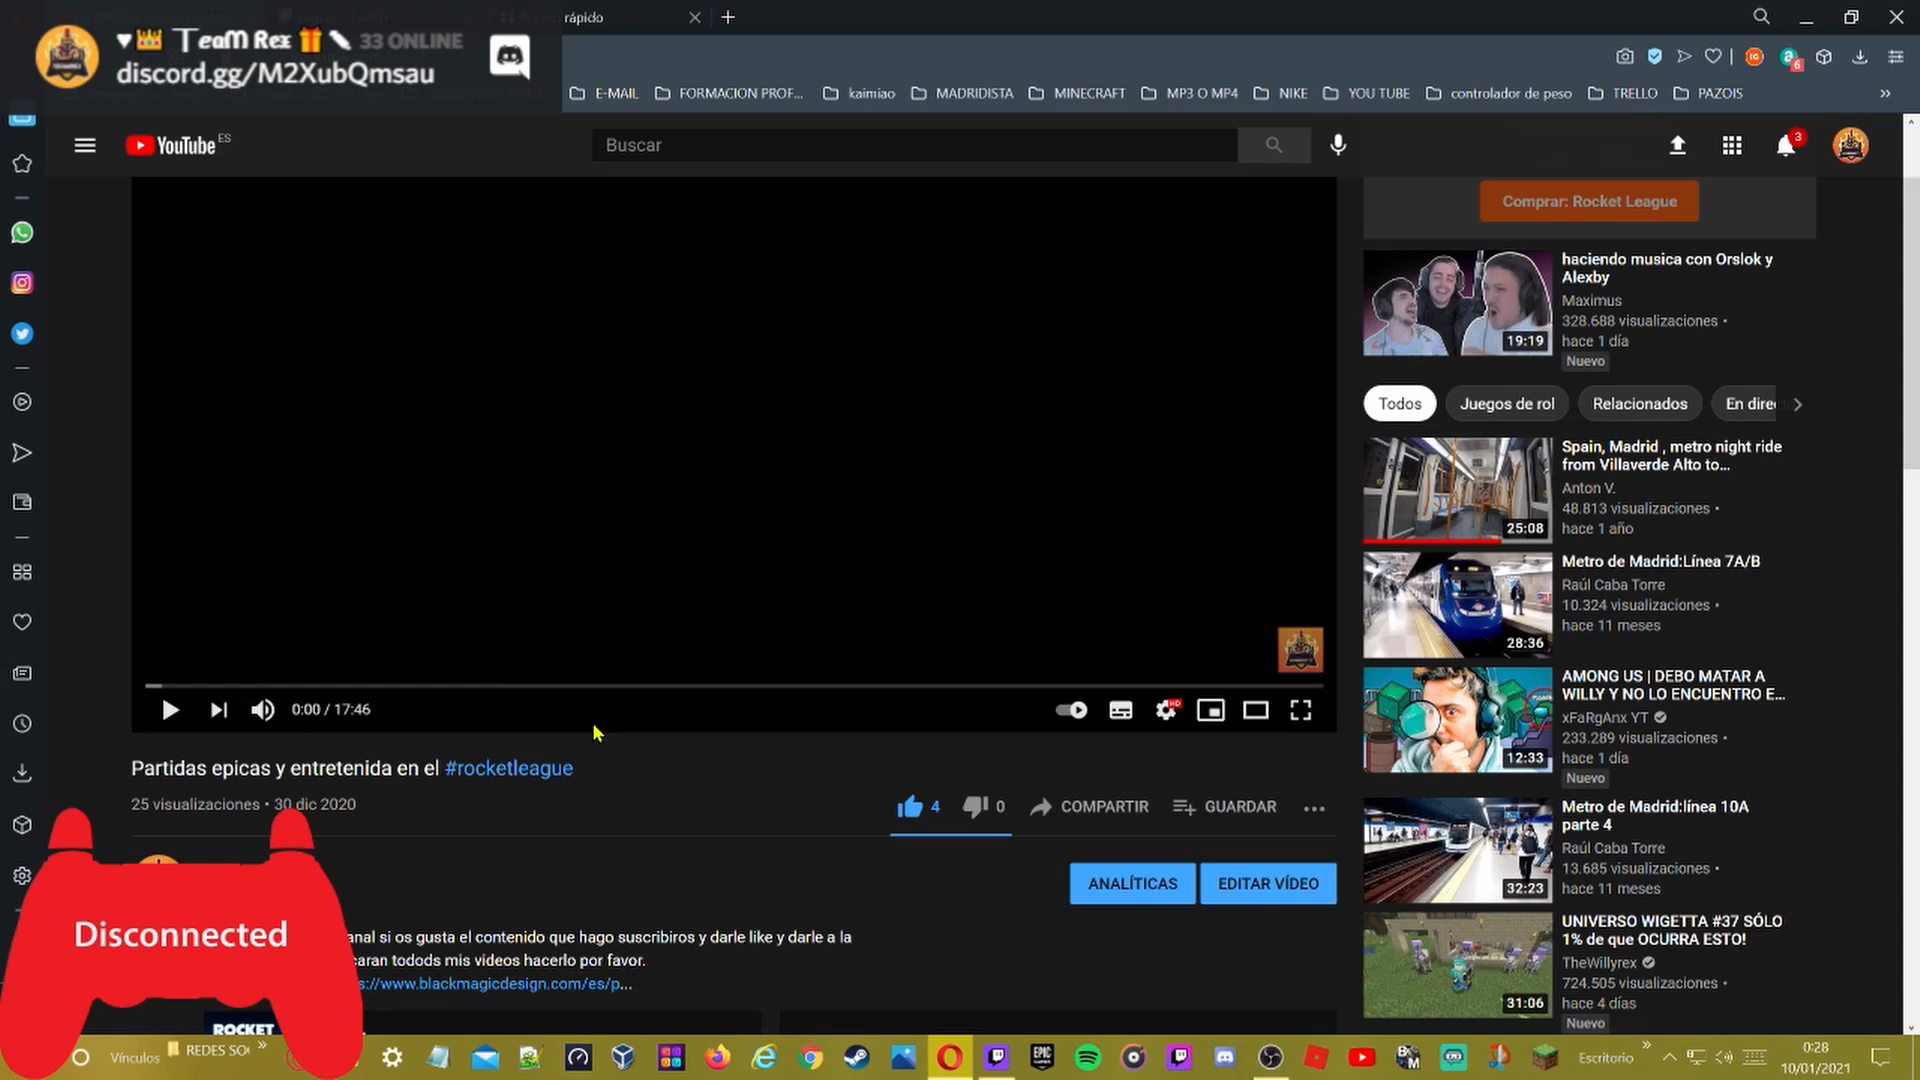 rápido
♥👑 TeaM Rex 🎁 33 ONLINE
discord.gg/M2XubQmsau
6
E-MAIL
FORMACION PROF...
kaimiao
MADRIDISTA
MINECRAFT
MP3 O MP4
NIKE
YOU TUBE
controlador de peso
TRELLO
PAZOIS
»
YouTube ES
Buscar
3
Comprar: Rocket League
haciendo musica con Orslok y
Alexby
Maximus
328.688 visualizaciones •
hace 1 día
Nuevo
19:19
Todos
Juegos de rol
Relacionados
En direc
Spain, Madrid , metro night ride
from Villaverde Alto to...
Anton V.
48.813 visualizaciones •
hace 1 año
25:08
Metro de Madrid:Línea 7A/B
Raúl Caba Torre
10.324 visualizaciones •
hace 11 meses
28:36
AMONG US | DEBO MATAR A
WILLY Y NO LO ENCUENTRO E...
xFaRgAnx YT
233.289 visualizaciones •
hace 1 día
Nuevo
12:33
Metro de Madrid:línea 10A
parte 4
Raúl Caba Torre
13.685 visualizaciones •
hace 11 meses
32:23
UNIVERSO WIGETTA #37 SÓLO
1% de que OCURRA ESTO!
TheWillyrex
724.505 visualizaciones •
hace 4 días
Nuevo
31:06
0:00 / 17:46
HD
Partidas epicas y entretenida en el #rocketleague
25 visualizaciones • 30 dic 2020
4
0
COMPARTIR
GUARDAR
ANALÍTICAS
EDITAR VÍDEO
Disconnected
anal si os gusta el contenido que hago suscribiros y darle like y darle a la
caran todods mis videos hacerlo por favor.
s://www.blackmagicdesign.com/es/p...
ROCKET
Vínculos
REDES SO
»
EPIC
Escritorio
»
0:28
10/01/2021